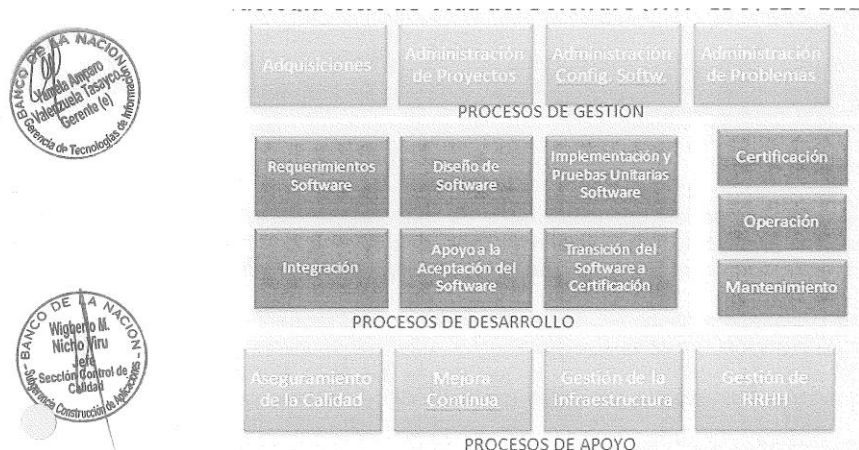 Adquisiciones
Administración
de Proyectos
Administración
Config. Softw.
Administración
de Problemas
PROCESOS DE GESTION
Requerimientos
Software
Diseño de
Software
Implementación y
Pruebas Unitarias
Software
Certificación
Operación
Integración
Apoyo a la
Aceptación del
Software
Transición del
Software a
Certificación
Mantenimiento
PROCESOS DE DESARROLLO
Aseguramiento
de la Calidad
Mejora
Continua
Gestión de la
Infraestructura
Gestión de
RRHH
PROCESOS DE APOYO
BANCO DE LA NACION
Amparo
Valenzuela Tasayco
Gerente (e)
Gerencia de Tecnologías de Información
BANCO DE LA NACION
Wigberto M.
Nicho Viru
Jefe
Sección Control de
Calidad
Subgerencia Construcción de Aplicaciones